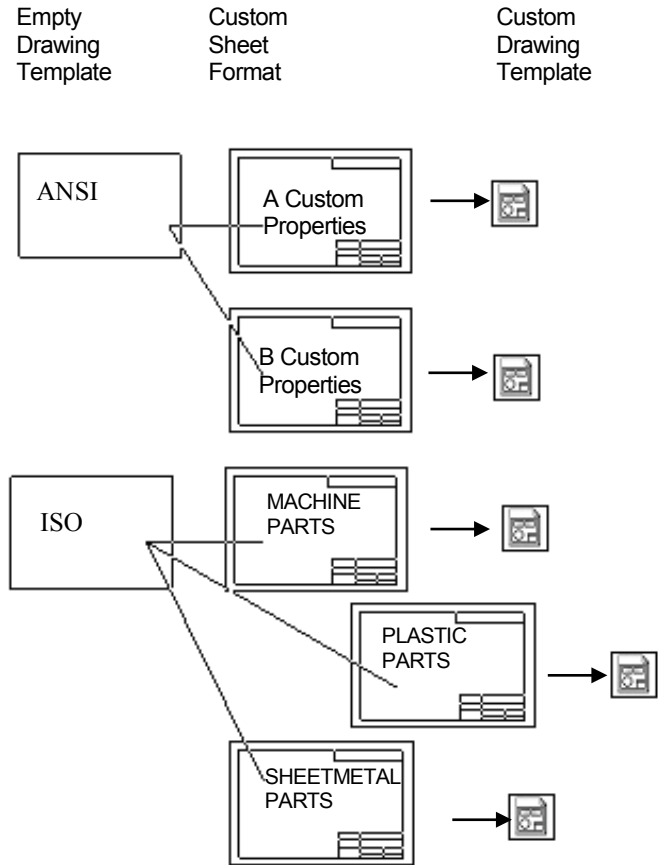 Empty
Drawing
Template
Custom
Sheet
Format
Custom
Drawing
Template
ANSI
A Custom
Properties
B Custom
Properties
ISO
MACHINE
PARTS
PLASTIC
PARTS
SHEETMETAL
PARTS